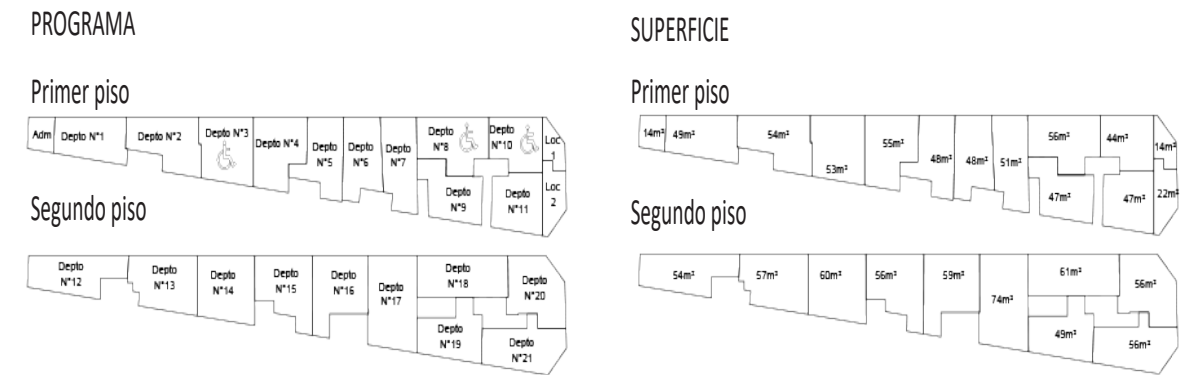 PROGRAMA
Primer piso
Adm
Depto N°1
Depto N°2
Depto N°3
Depto N°4
Depto
N°5
Depto
N°6
Depto
N°7
Depto
N°8
Depto
N°9
Depto
N°10
Depto
N°11
Loc
1
Loc
2
Segundo piso
Depto
N°12
Depto
N°13
Depto
N°14
Depto
N°15
Depto
N°16
Depto
N°17
Depto
N°18
Depto
N°19
Depto
N°20
Depto
N°21
SUPERFICIE
Primer piso
14m²
49m²
54m²
53m²
55m²
48m²
48m²
51m²
56m²
47m²
44m²
47m²
14m²
22m²
Segundo piso
54m²
57m²
60m²
56m²
59m²
74m²
61m²
49m²
56m²
56m²